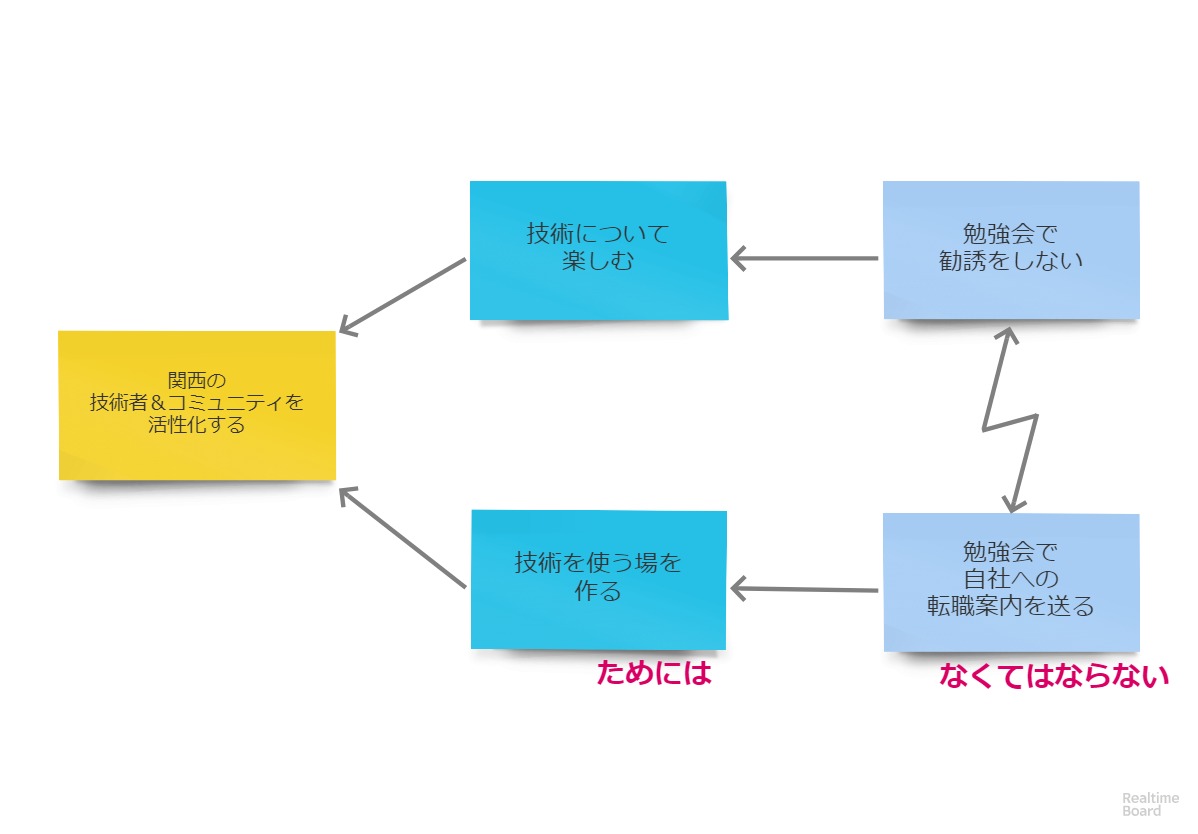 技術について
楽しむ
勉強会で
勧誘をしない
関西の
技術者＆コミュニティを
活性化する
技術を使う場を
作る
ためには
勉強会で
自社への
転職案内を送る
なくてはならない
Realtime
Board